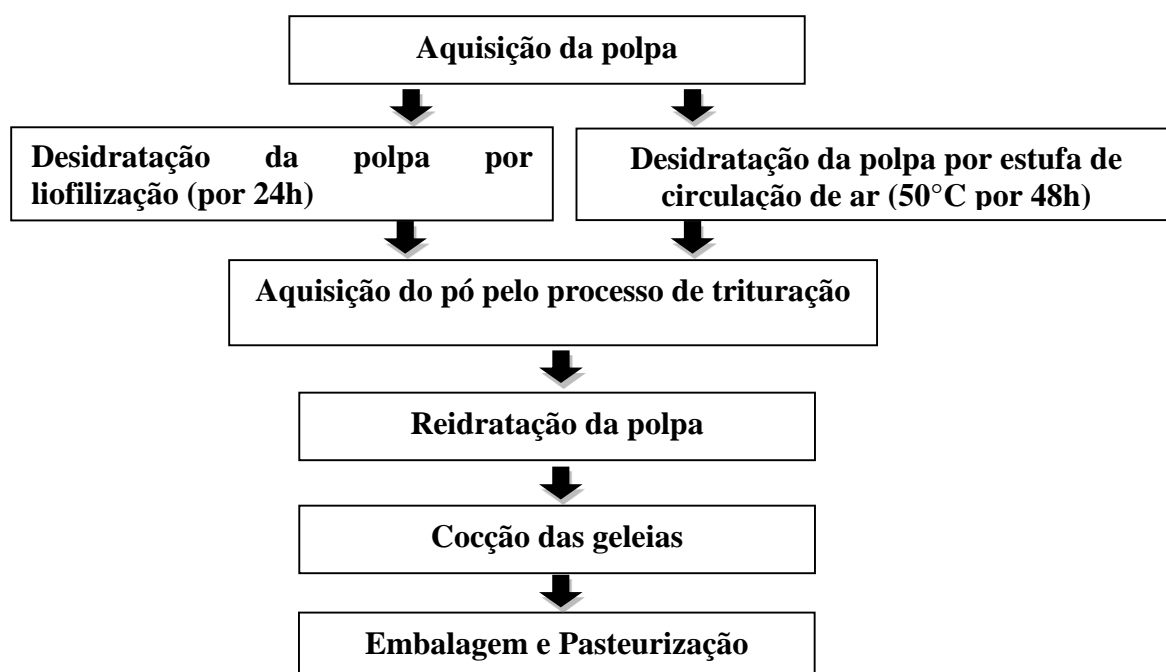 Aquisição da polpa
Desidratação da polpa por
liofilização (por 24h)
Desidratação da polpa por estufa de
circulação de ar (50°C por 48h)
Aquisição do pó pelo processo de trituração
Reidratação da polpa
Cocção das geleias
Embalagem e Pasteurização